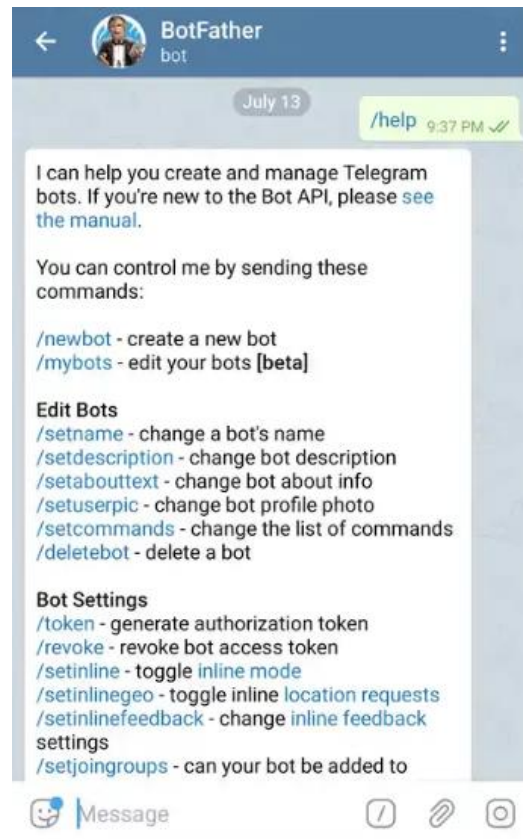 BotFather
bot
July 13
/help 9:37 PM
I can help you create and manage Telegram
bots. If you're new to the Bot API, please see
the manual.
You can control me by sending these
commands:
/newbot - create a new bot
/mybots - edit your bots [beta]
Edit Bots
/setname - change a bot's name
/setdescription - change bot description
/setabouttext - change bot about info
/setuserpic - change bot profile photo
/setcommands - change the list of commands
/deletebot - delete a bot
Bot Settings
/token - generate authorization token
/revoke - revoke bot access token
/setinline - toggle inline mode
/setinlinegeo - toggle inline location requests
/setinlinefeedback - change inline feedback
settings
/setjoingroups - can your bot be added to
Message